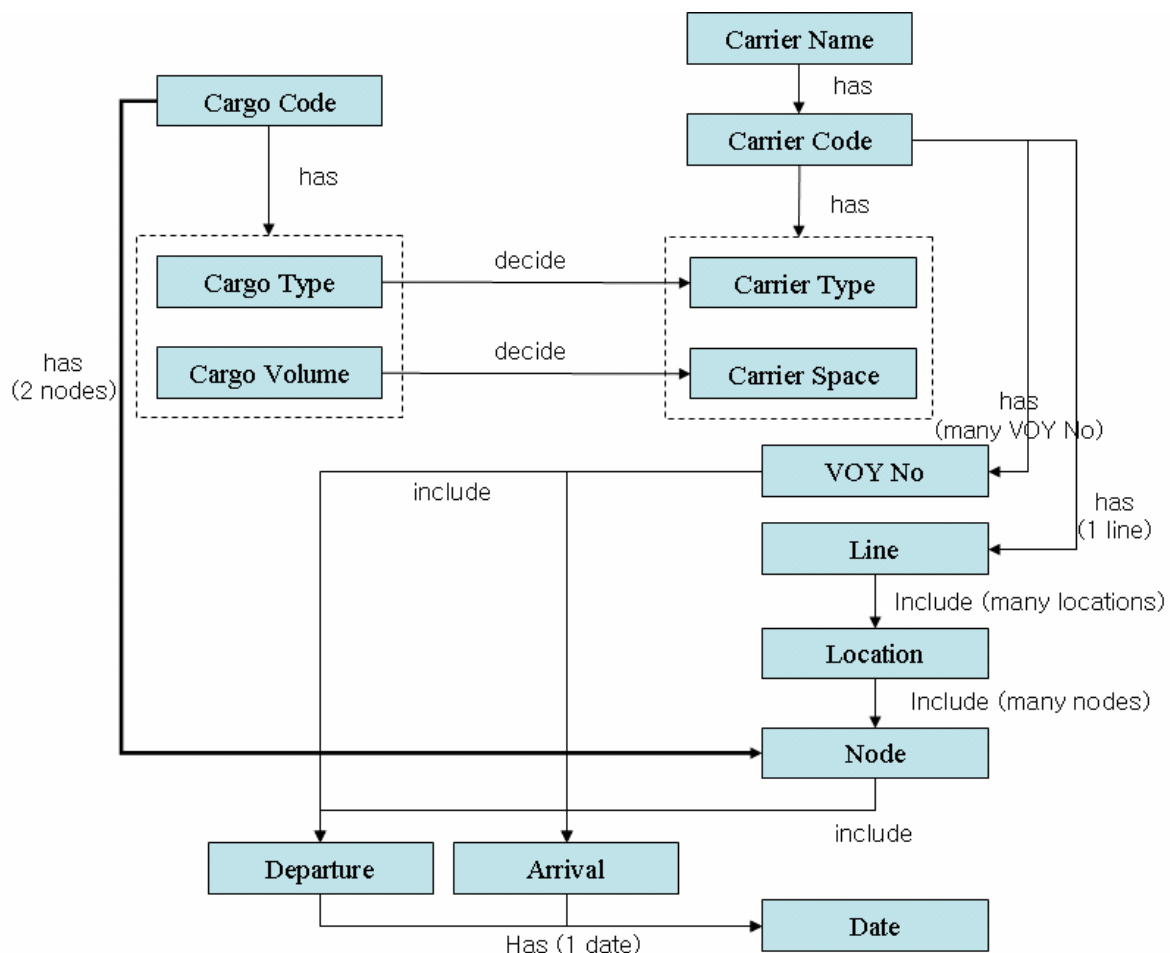 Carrier Name
has
Cargo Code
Carrier Code
has
has
Cargo Type
decide
Carrier Type
has
(2 nodes)
Cargo Volume
decide
Carrier Space
has
(many VOY No)
VOY No
include
has
(1 line)
Line
Include (many locations)
Location
Include (many nodes)
Node
include
Departure
Arrival
Has (1 date)
Date